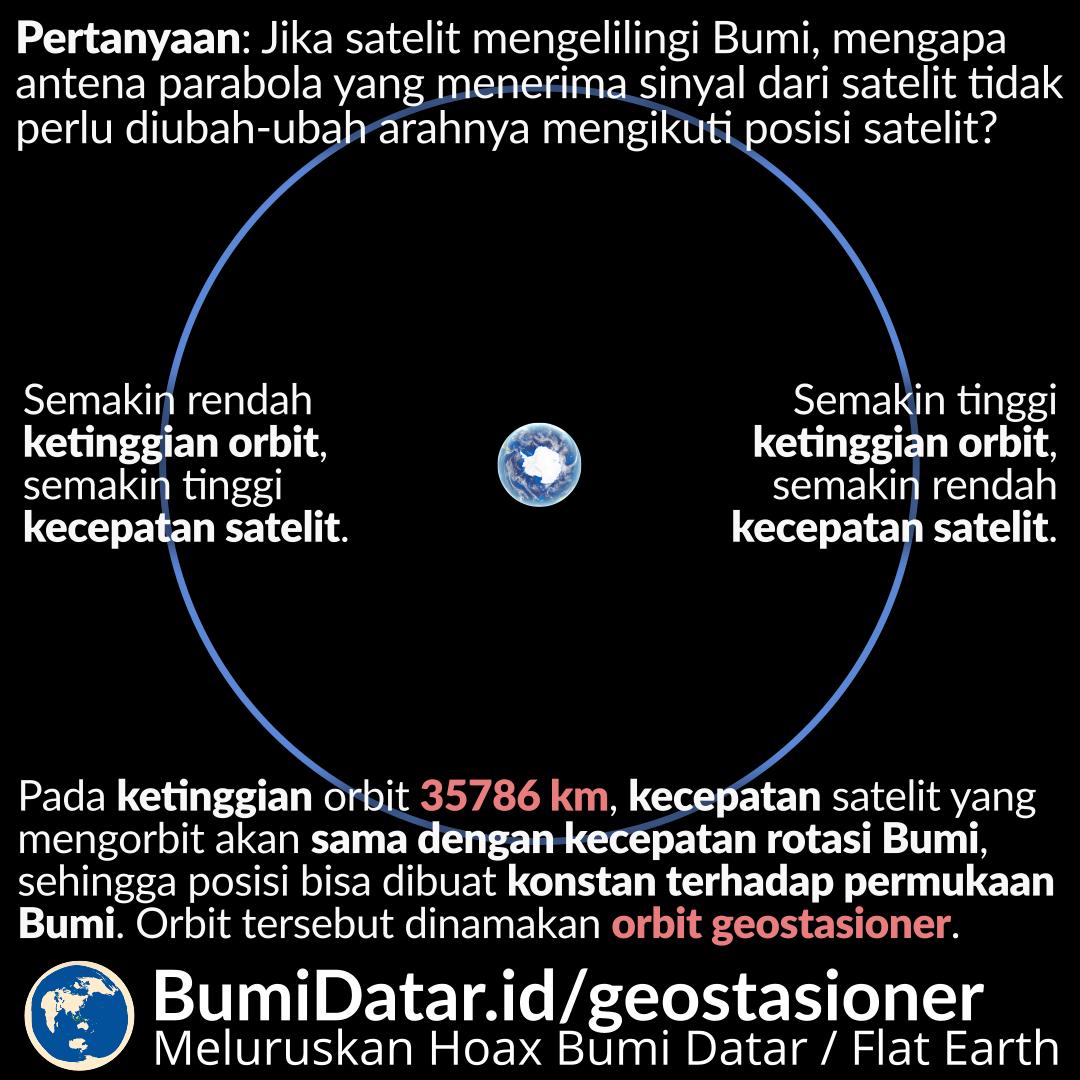 Pertanyaan: Jika satelit mengelilingi Bumi, mengapa
antena parabola yang menerima sinyal dari satelit tidak
perlu diubah-ubah arahnya mengikuti posisi satelit?
Semakin rendah
ketinggian orbit,
semakin tinggi
kecepatan satelit.
Semakin tinggi
ketinggian orbit,
semakin rendah
kecepatan satelit.
Pada ketinggian orbit 35786 km, kecepatan satelit yang
mengorbit akan sama dengan kecepatan rotasi Bumi,
sehingga posisi bisa dibuat konstan terhadap permukaan
Bumi. Orbit tersebut dinamakan orbit geostasioner.
BumiDatar.id/geostasioner
Meluruskan Hoax Bumi Datar / Flat Earth